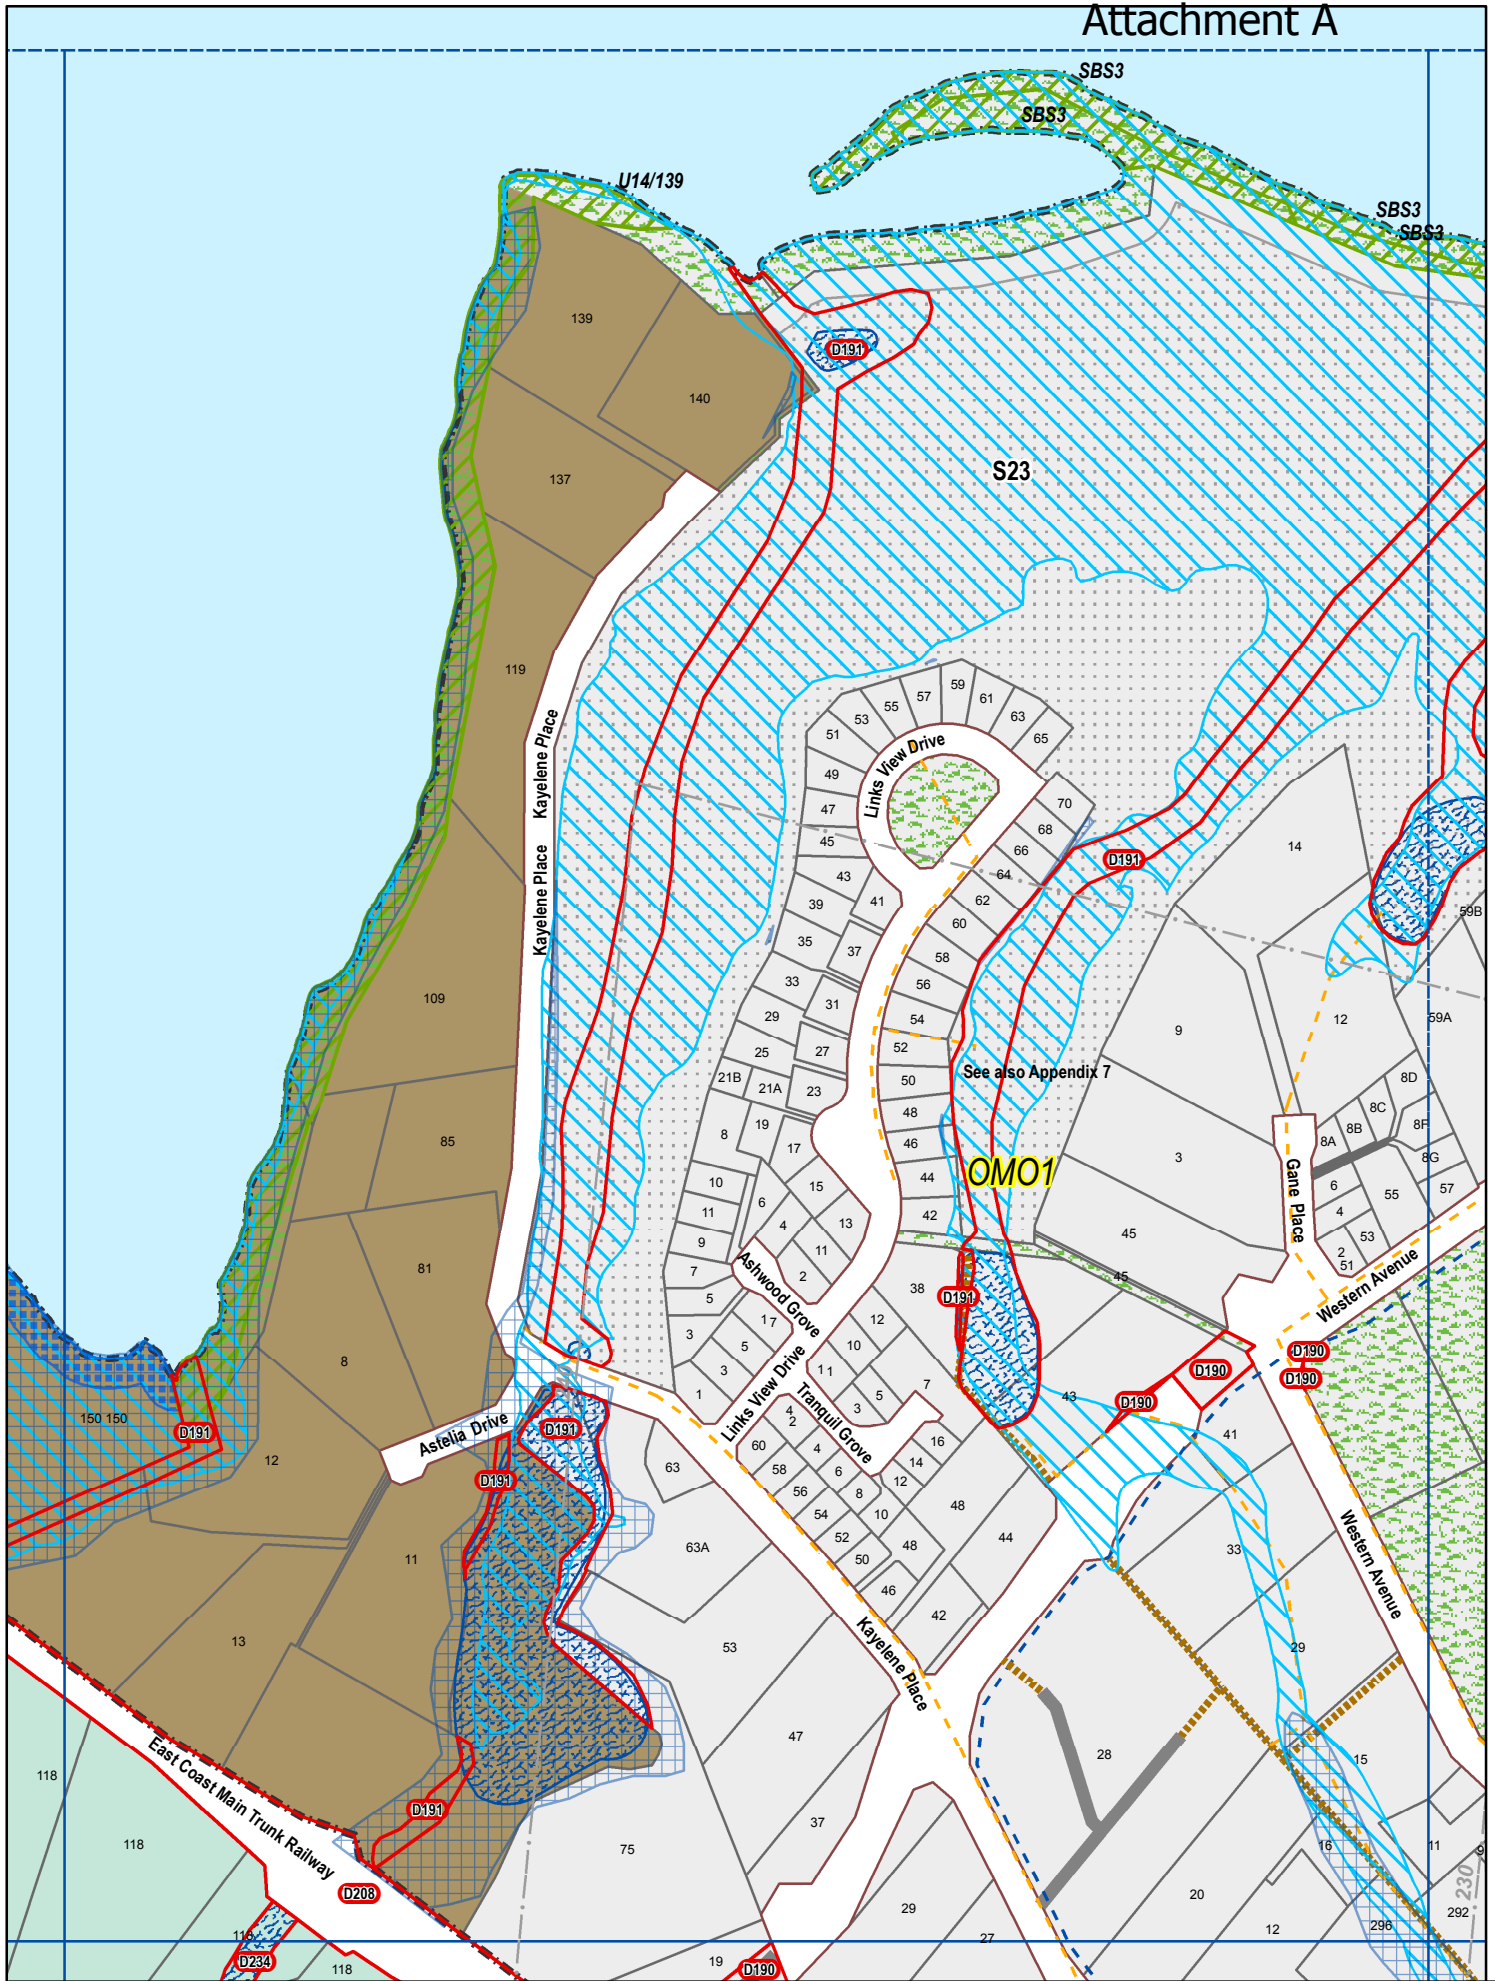 Attachment A
SBS3
SBS3
U14/139
SBS3
SBS3
139
D191
140
S23
137
119
59
57
61
55
63
53
51
65
Links View Drive
Kayelene Place
49
70
47
68
45
66
14
D191
43
64
Kayelene Place
41
62
39
59B
60
35
37
58
33
56
109
31
29
54
12
59A
9
52
25
27
See also Appendix 7
21B
21A
50
8D
23
8C
48
19
8F
8B
8A
85
8
46
17
3
8G
OMO1
44
10
15
6
57
55
6
11
42
4
4
13
Gane Place
45
9
11
53
2
51
81
7
Ashwood Grove
2
45
38
Western Avenue
5
D191
17
12
3
5
10
D190
8
Links View Drive
11
D190
3
7
D190
1
5
43
D190
4
3
2
Tranquil Grove
150 150
Astelia Drive
D191
D191
60
4
16
41
12
63
58
6
14
D191
12
56
8
48
54
10
Western Avenue
52
48
63A
44
33
11
50
46
42
13
53
Kayelene Place
29
47
28
15
East Coast Main Trunk Railway
118
D191
37
118
75
16
11
9
D208
230
20
29
292
296
12
118
27
D234
19
118
D190